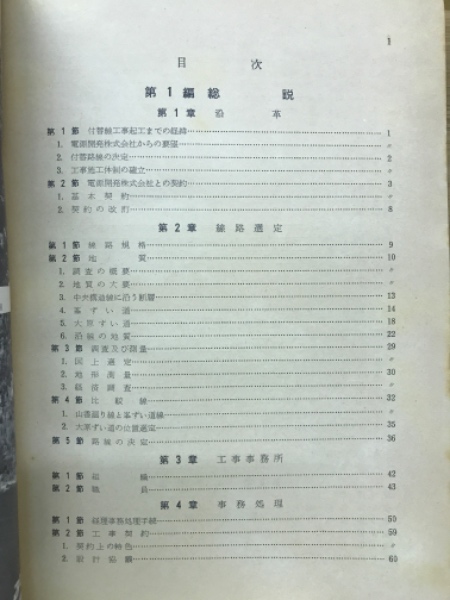 1
目次
第1編 総説
第1章 沿革
第1節 付替線工事起工までの経緯 1
1. 電源開発株式会社からの要望 〃
2. 付替路線の決定 2
3. 工事施工体制の確立 〃
第2節 電源開発株式会社との契約 3
1. 基本契約 〃
2. 契約の改訂 8
第2章 線路選定
第1節 線路規格 9
第2節 地質 10
1. 調査の概要 〃
2. 地質の大要 〃
3. 中央構造線に沿う断層 13
4. 峯ずい道 14
5. 大原ずい道 18
6. 沿線の地質 22
第3節 調査及び測量 29
1. 図上選定 〃
2. 地形測量 30
3. 線調査 〃
第4節 比較線 32
1. 山り線と峯ずい道線 〃
2. 大原ずい道の位置選定 35
第5節 路線の決定 36
第3章 工事事務所
第1節 組織 42
第2節 職員 43
第4章 事務処理
第1節 経理事務処理手続 50
第2節 工事契約 59
1. 契約上の特色 〃
2. 設計協議 60